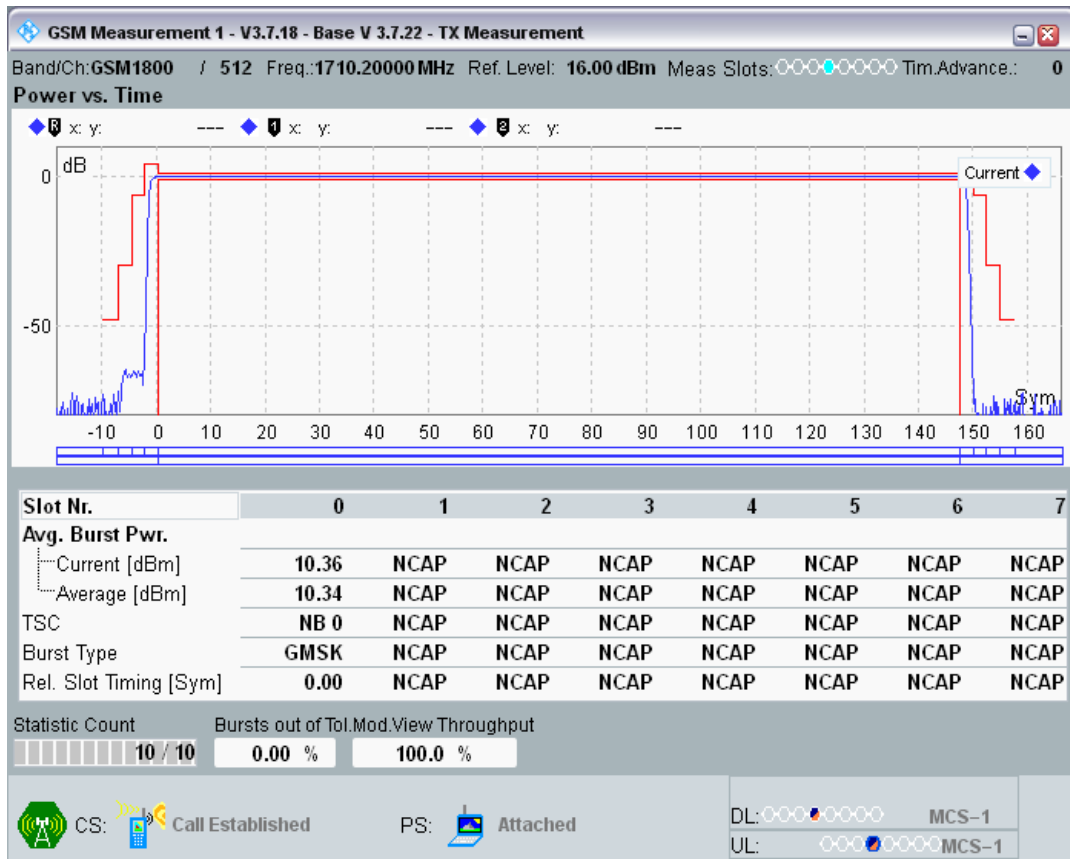 GSM Measurement 1 - V3.7.18 - Base V 3.7.22 - TX Measurement
Band/Ch:GSM1800 / 512 Freq.:1710.20000 MHz Ref. Level: 16.00 dBm Meas Slots: Tim.Advance.: 0
Power vs. Time
R x: y: --- 1 x: y: --- 2 x: y: ---
dB
Current
0
-50
Sym
-10 0 10 20 30 40 50 60 70 80 90 100 110 120 130 140 150 160
Slot Nr. 0 1 2 3 4 5 6 7
Avg. Burst Pwr.
Current [dBm] 10.36 NCAP NCAP NCAP NCAP NCAP NCAP NCAP
Average [dBm] 10.34 NCAP NCAP NCAP NCAP NCAP NCAP NCAP
TSC NB 0 NCAP NCAP NCAP NCAP NCAP NCAP NCAP
Burst Type GMSK NCAP NCAP NCAP NCAP NCAP NCAP NCAP
Rel. Slot Timing [Sym] 0.00 NCAP NCAP NCAP NCAP NCAP NCAP NCAP
Statistic Count Bursts out of Tol. Mod.View Throughput
10 / 10 0.00 % 100.0 %
CS: Call Established PS: Attached
DL: MCS-1
UL: MCS-1